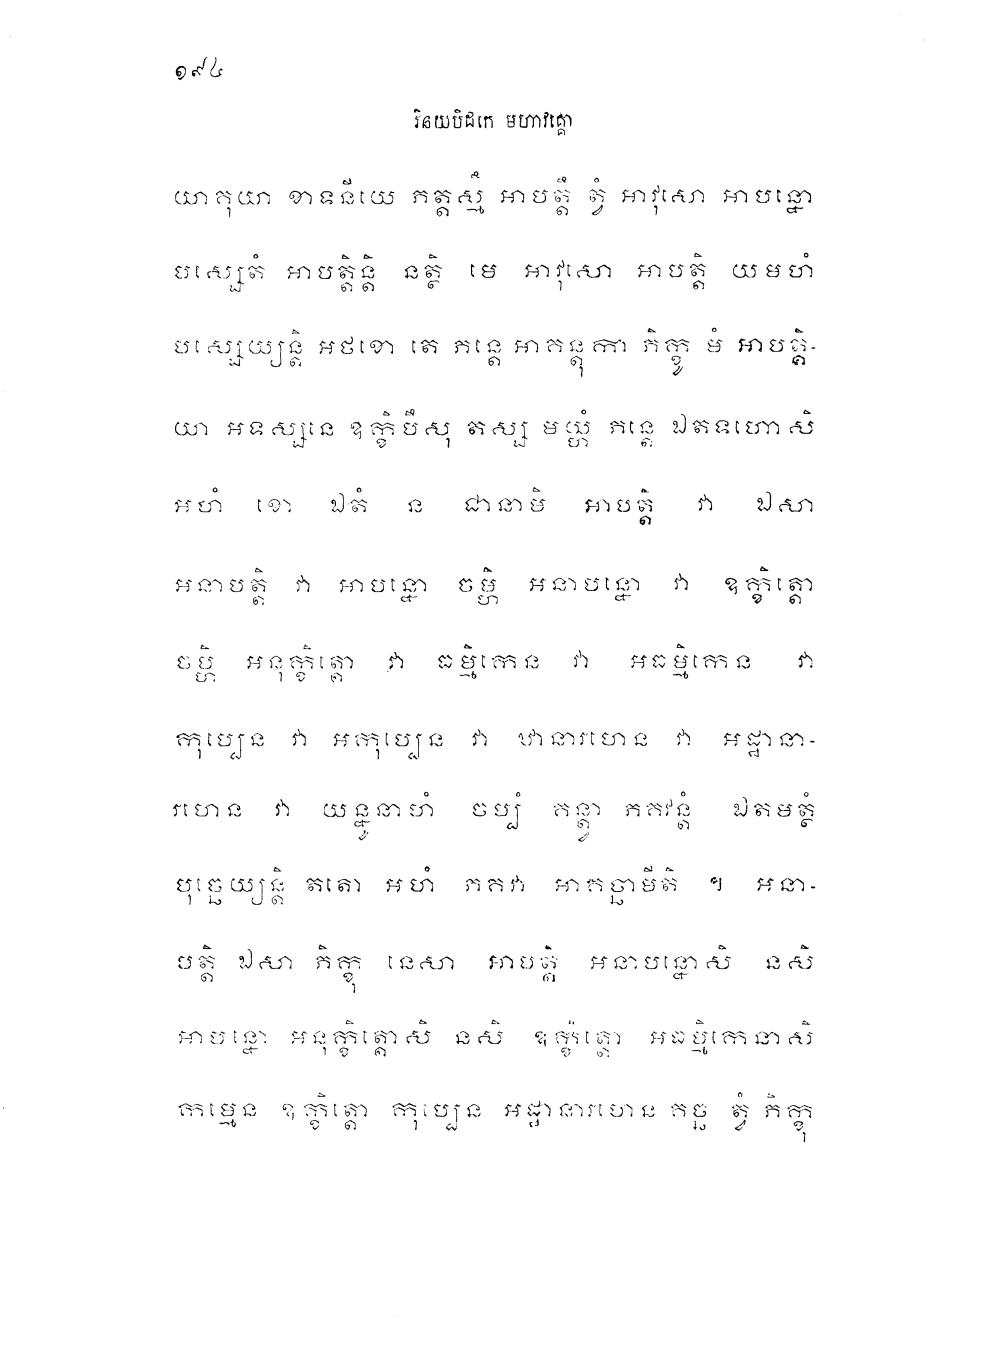 ១៩៤
វិនយបិដកេ មហាវគ្គោ
យាគុយា ខាទនីយេ ភត្តស្មឹ អាបត្តឹ ត្វំ អាវុសោ អាបន្នោ
បស្សេតំ អាបត្តិន្តិ នត្ថិ មេ អាវុសោ អាបត្តិ យមហំ
បស្សេយ្យន្តិ អថខោ តេ ភន្តេ អាគន្តុកា ភិក្ខូ មំ អាបត្តិ-
យា អទស្សនេ ឧក្ខិបឹសុ តស្ស មយ្ហំ ភន្តេ ឯតទហោសិ
អហំ ខោ ឯតំ ន ជានាមិ អាបត្តិ វា ឯសា
អនាបត្តិ វា អាបន្នោ ចម្ហិ អនាបន្នោ វា ឧក្ខិត្តោ
ចម្ហិ អនុក្ខិត្តោ វា ធម្មិកេន វា អធម្មិកេន វា
កុប្បេន វា អកុប្បេន វា ឋានារហេន វា អដ្ឋានា-
រហេន វា យន្នូនាហំ ចម្បំ គន្ត្វា ភគវន្តំ ឯតមត្ថំ
បុច្ឆេយ្យន្តិ តតោ អហំ ភគវា អាគច្ឆាមីតិ ។ អនា-
បត្តិ ឯសា ភិក្ខុ នេសា អាបត្តិ អនាបន្នោសិ នសិ
អាបន្នោ អនុក្ខិត្តោសិ នសិ ឧក្ខិត្តោ អធម្មិកេនាសិ
កម្មេន ឧក្ខិត្តោ កុប្បេន អដ្ឋានារហេន គច្ឆ ត្វំ ភិក្ខុ